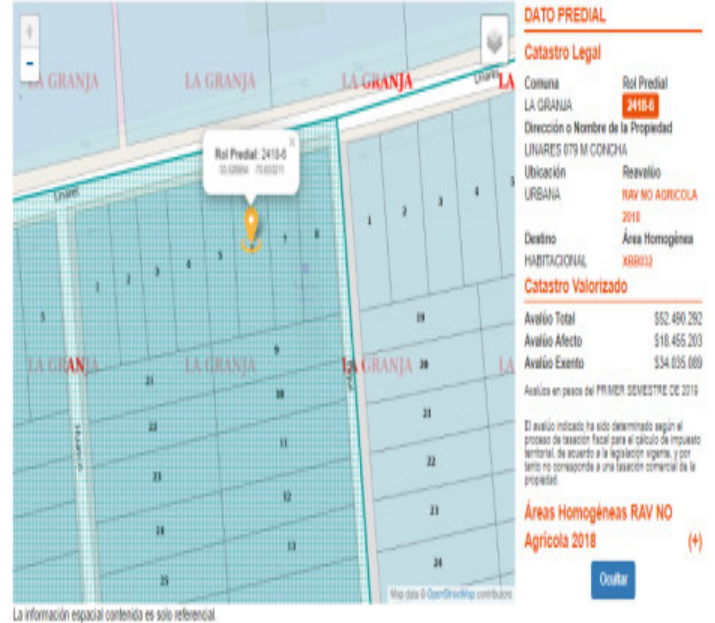 DATO PREDIAL
Catastro Legal
Comuna Rol Predial
LA GRANJA 2418-6
Dirección o Nombre de la Propiedad
LINARES 079 M CONCHA
Ubicación Reavalúo
URBANA RAV NO AGRICOLA
2018
Destino Área Homogénea
HABITACIONAL XBB032
Catastro Valorizado
Avalúo Total $52.490.292
Avalúo Afecto $18.455.203
Avalúo Exento $34.035.089
Avalúos en pesos del PRIMER SEMESTRE DE 2019
El avalúo indicado ha sido determinado según el
proceso de tasación fiscal para el cálculo de impuesto
territorial, de acuerdo a la legislación vigente, y por
tanto no corresponde a una tasación comercial de la
propiedad.
Áreas Homogéneas RAV NO
Agrícola 2018 (+)
Ocultar
+
-
LA GRANJA LA GRANJA LA GRANJA LA
Linares
Rol Predial: 2418-6
Linares
1 2 3 4 5 7 8
1 2 3 4 5
5
9
19
LA GRANJA LA GRANJA LA GRANJA LA
20
21
10
22
11
21
23
12
22
13
23
24
25
Map data © OpenStreetMap contributors
La información espacial contenida es solo referencial.